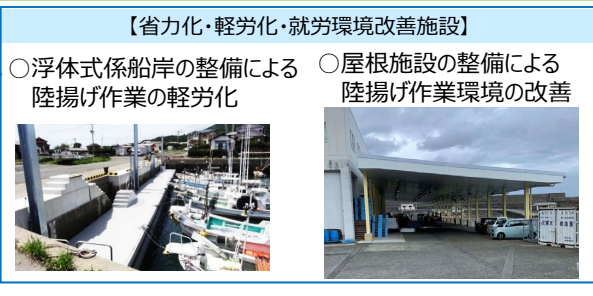 【省力化・軽労化・就労環境改善施設】
○浮体式係船岸の整備による
陸揚げ作業の軽労化
○屋根施設の整備による
陸揚げ作業環境の改善